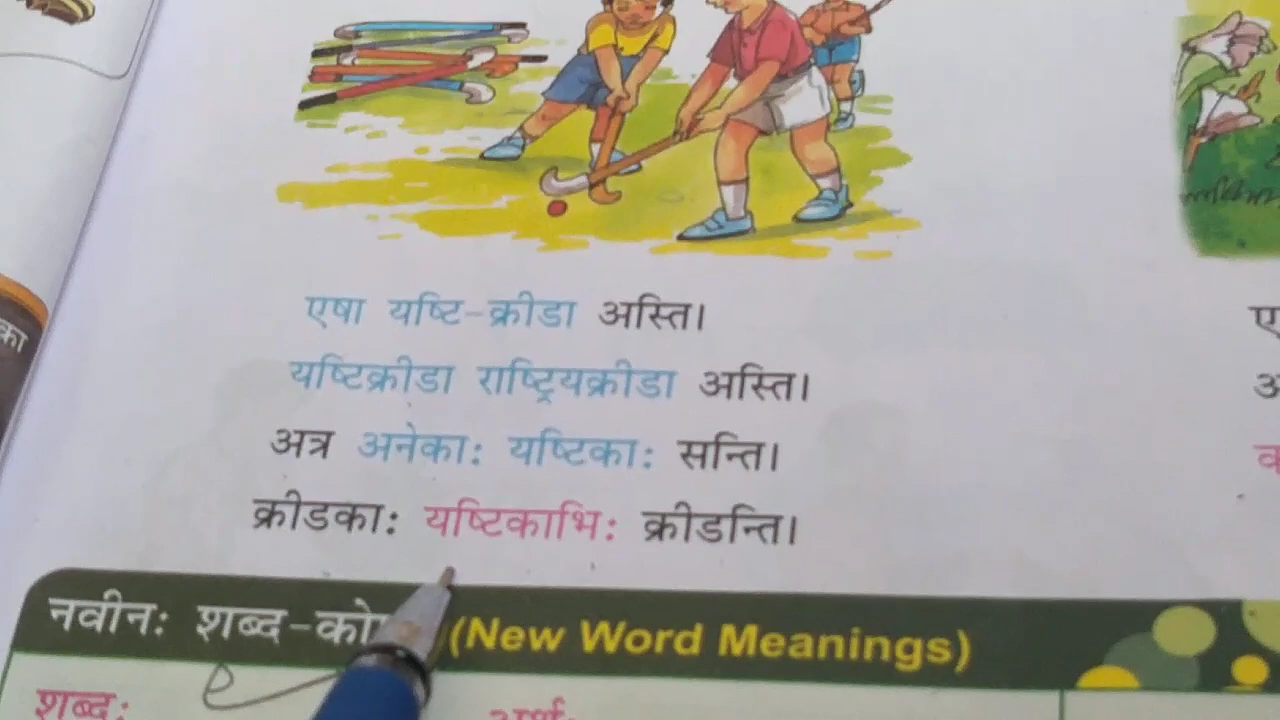 एषा यष्टि-क्रीडा अस्ति।
यष्टिक्रीडा राष्ट्रियक्रीडा अस्ति।
अत्र अनेकाः यष्टिकाः सन्ति।
क्रीडकाः यष्टिकाभिः क्रीडन्ति।
नवीनः शब्द- (New Word Meanings)
शब्दः अर्थः
का